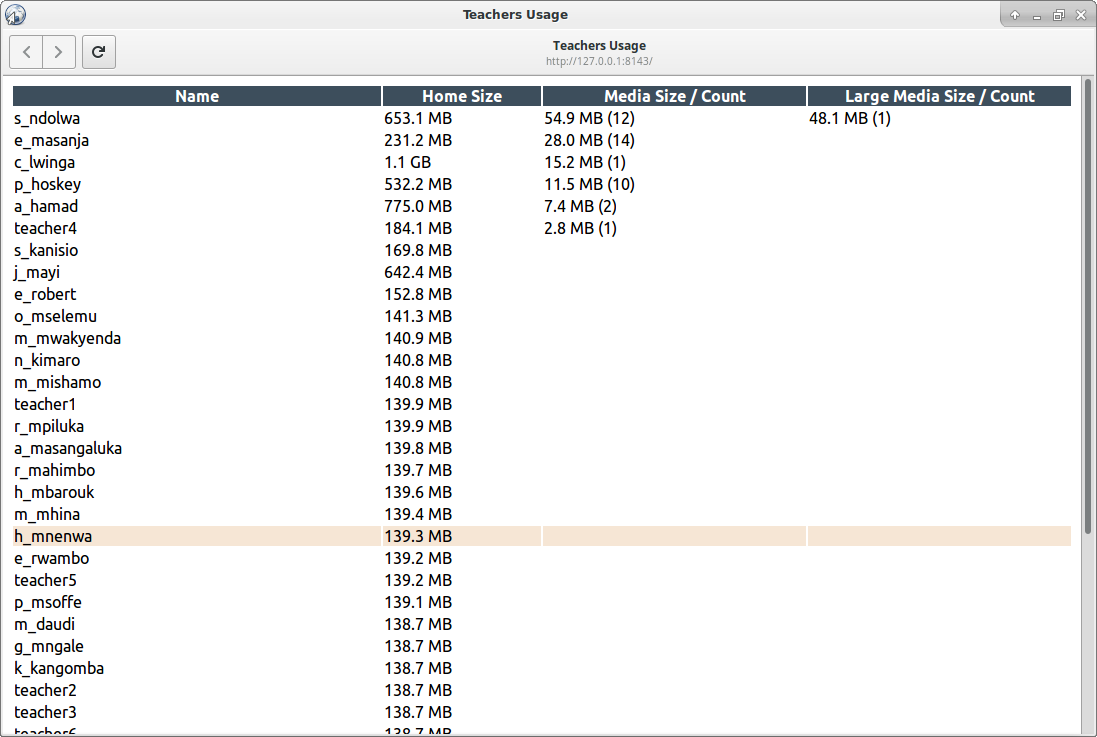 Teachers Usage
Teachers Usage
http://127.0.0.1:8143/
Name Home Size Media Size / Count Large Media Size / Count
s_ndolwa 653.1 MB 54.9 MB (12) 48.1 MB (1)
e_masanja 231.2 MB 28.0 MB (14)
c_lwinga 1.1 GB 15.2 MB (1)
p_hoskey 532.2 MB 11.5 MB (10)
a_hamad 775.0 MB 7.4 MB (2)
teacher4 184.1 MB 2.8 MB (1)
s_kanisio 169.8 MB
j_mayi 642.4 MB
e_robert 152.8 MB
o_mselemu 141.3 MB
m_mwakyenda 140.9 MB
n_kimaro 140.8 MB
m_mishamo 140.8 MB
teacher1 139.9 MB
r_mpiluka 139.9 MB
a_masangaluka 139.8 MB
r_mahimbo 139.7 MB
h_mbarouk 139.6 MB
m_mhina 139.4 MB
h_mnenwa 139.3 MB
e_rwambo 139.2 MB
teacher5 139.2 MB
p_msoffe 139.1 MB
m_daudi 138.7 MB
g_mngale 138.7 MB
k_kangomba 138.7 MB
teacher2 138.7 MB
teacher3 138.7 MB
teacher6 138.7 MB